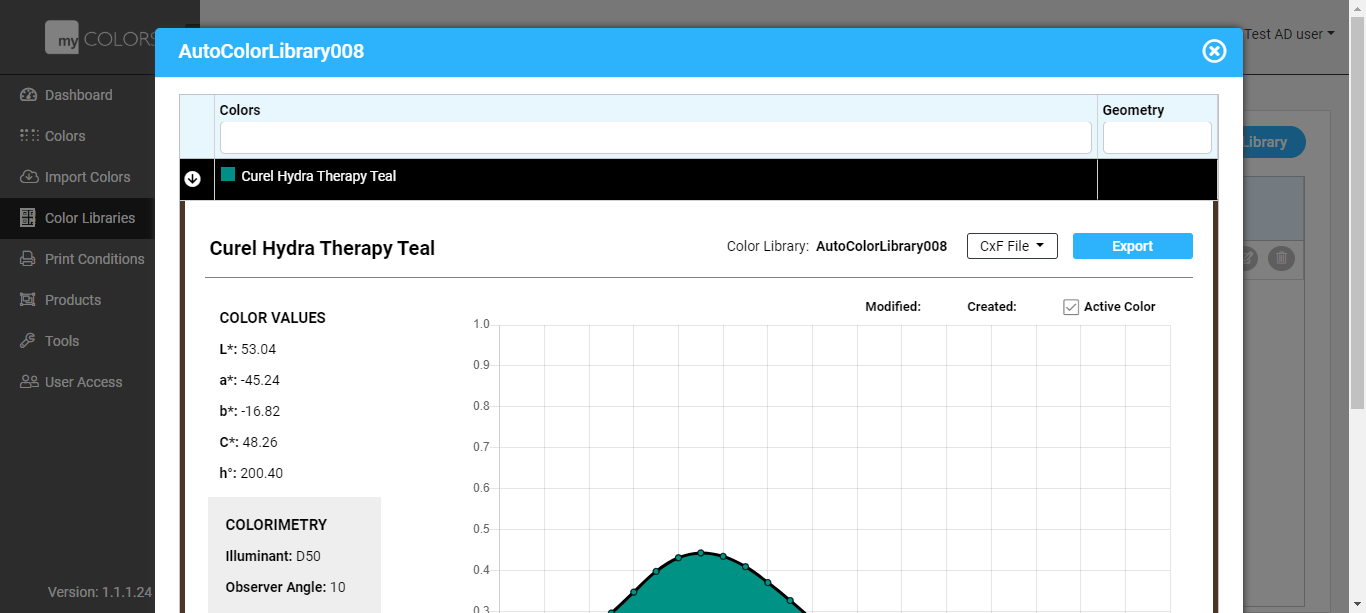 my COLORS
Test AD user
AutoColorLibrary008
Dashboard
Colors
Import Colors
Color Libraries
Print Conditions
Products
Tools
User Access
Version: 1.1.1.24
Library
Colors
Geometry
Curel Hydra Therapy Teal
Curel Hydra Therapy Teal
Color Library: AutoColorLibrary008
CxF File
Export
COLOR VALUES
L*: 53.04
a*: -45.24
b*: -16.82
C*: 48.26
h°: 200.40
COLORIMETRY
Illuminant: D50
Observer Angle: 10
Modified:
Created:
Active Color
1.0
0.9
0.8
0.7
0.6
0.5
0.4
0.3